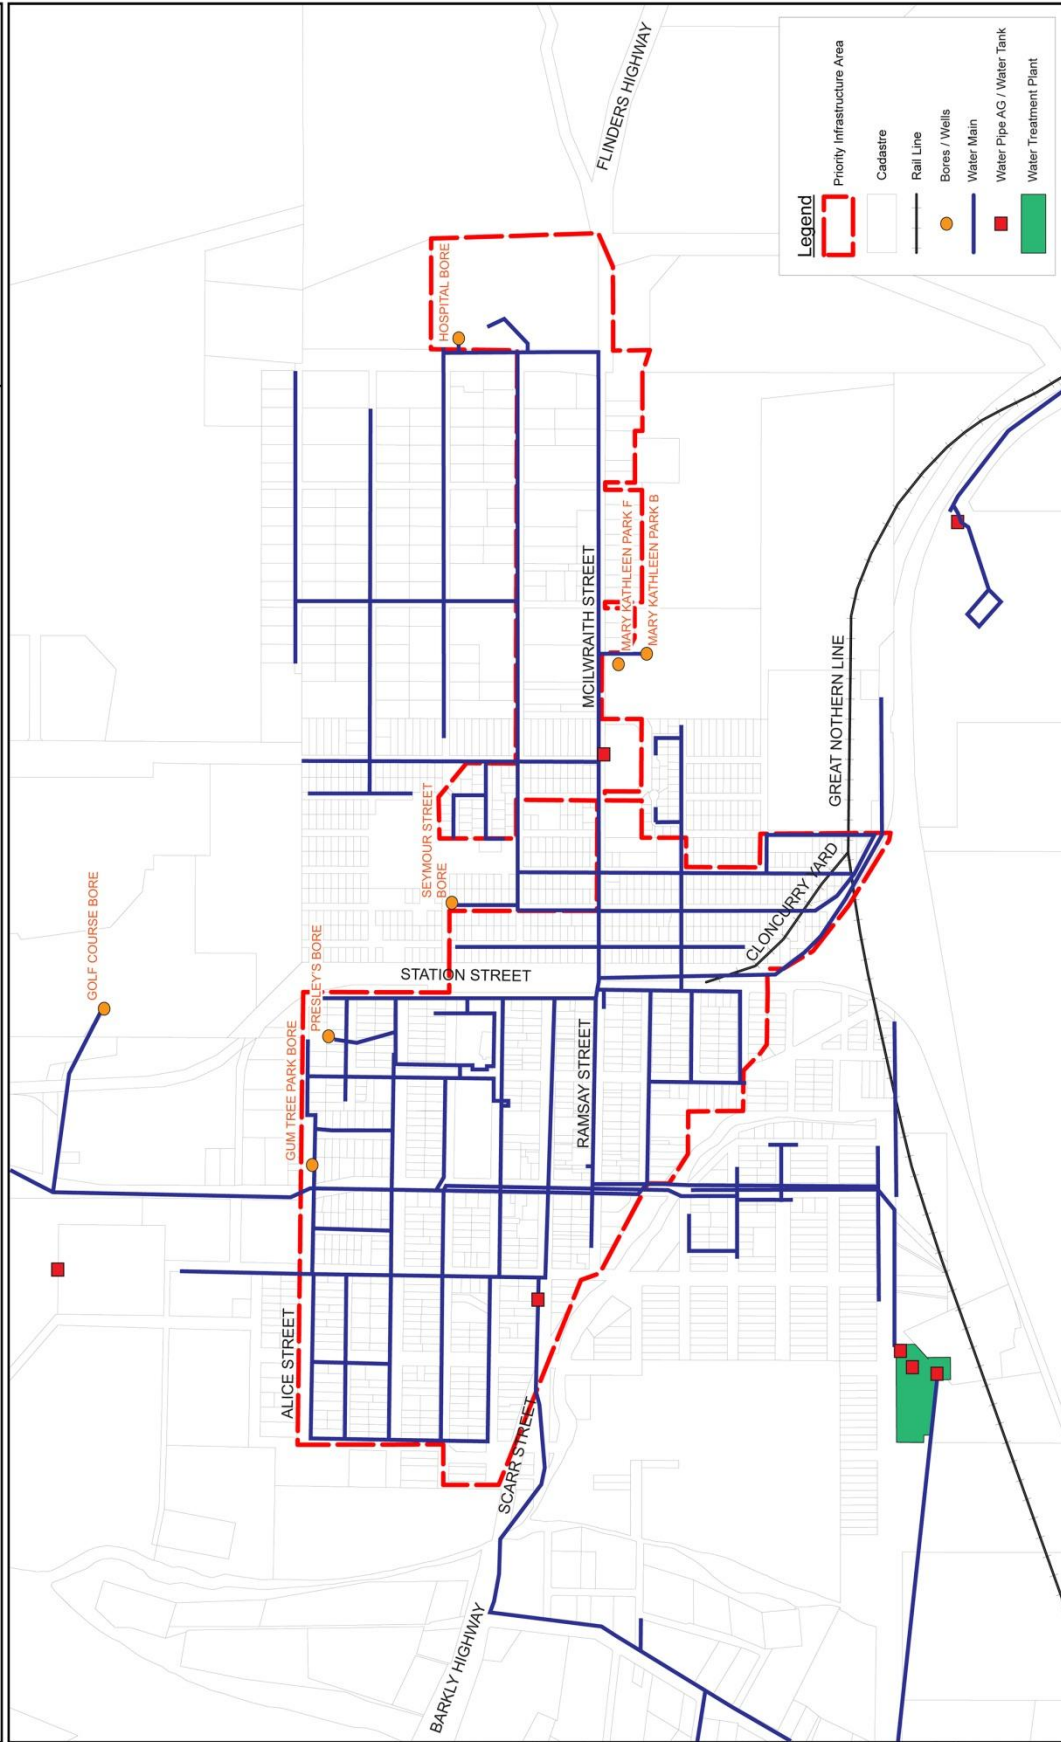 FLINDERS HIGHWAY
HOSPITAL BORE
MCILWRAITH STREET
MARY KATHLEEN PARK F
MARY KATHLEEN PARK B
GREAT NOTHERN LINE
SEYMOUR STREET
BORE
CLONCURRY YARD
GOLF COURSE BORE
PRESLEY'S BORE
STATION STREET
GUM TREE PARK BORE
RAMSAY STREET
ALICE STREET
SCARR STREET
BARKLY HIGHWAY
Legend
Priority Infrastructure Area
Cadastre
Rail Line
Bores / Wells
Water Main
Water Pipe AG / Water Tank
Water Treatment Plant